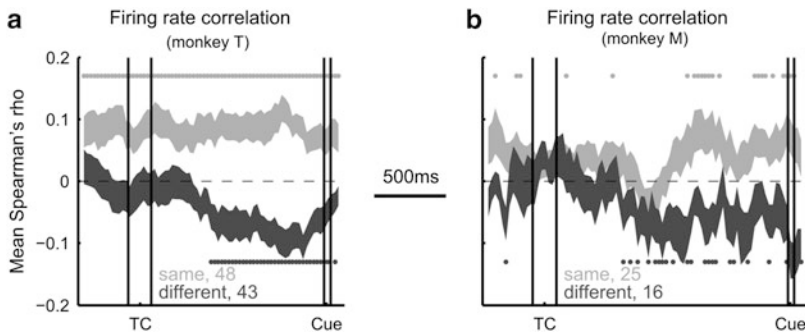 a
Firing rate correlation
(monkey T)
Mean Spearman's rho
0.2
0.1
0
−0.1
−0.2
same, 48
different, 43
TC
Cue
500ms
b
Firing rate correlation
(monkey M)
same, 25
different, 16
TC
Cue